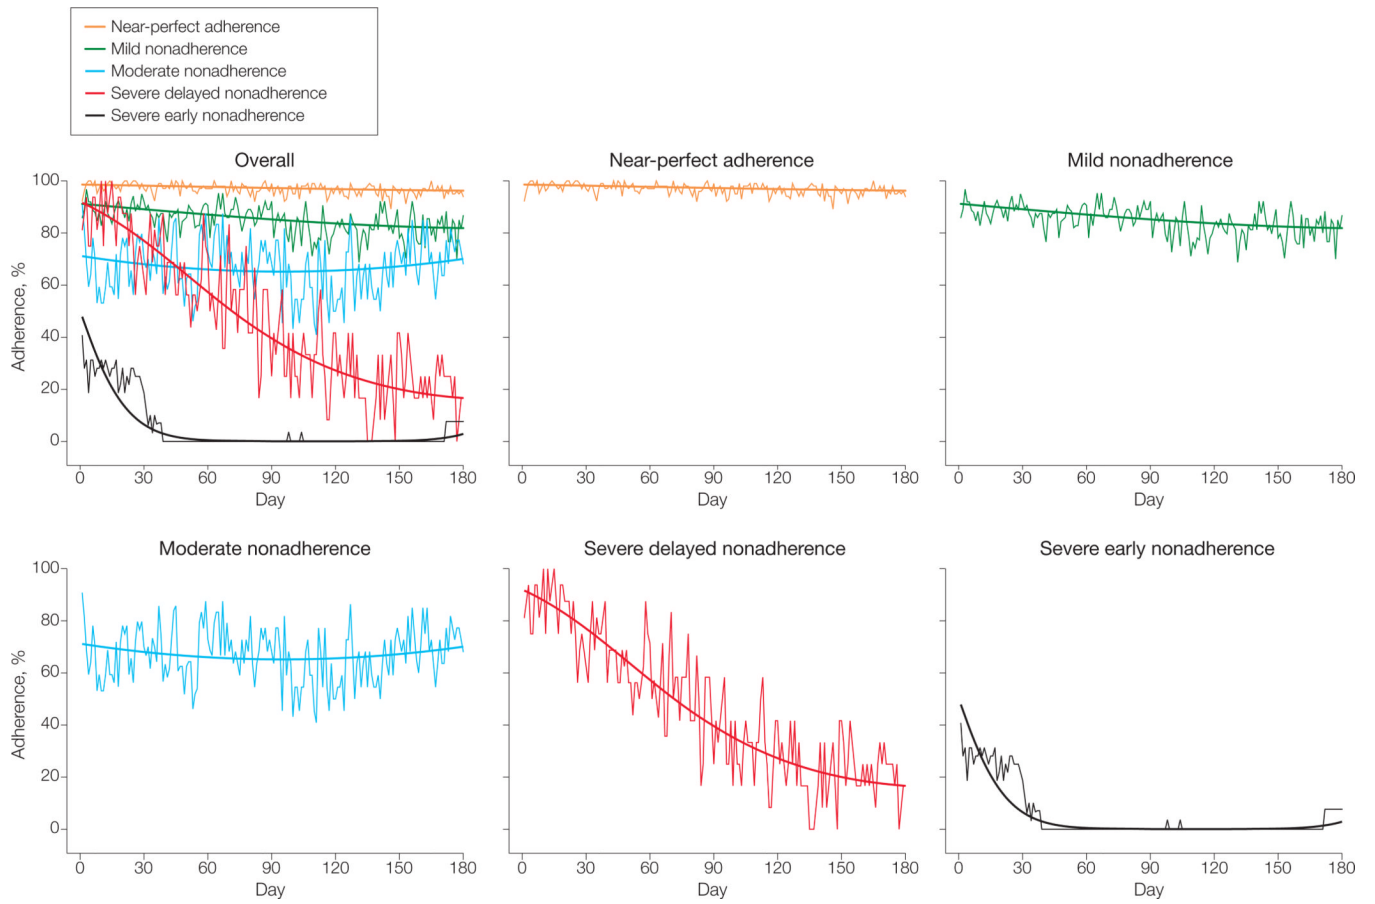 Near-perfect adherence
Mild nonadherence
Moderate nonadherence
Severe delayed nonadherence
Severe early nonadherence
Overall
Near-perfect adherence
Mild nonadherence
Adherence, %
100
80
60
40
20
0
0 30 60 90 120 150 180
Day
0 30 60 90 120 150 180
Day
0 30 60 90 120 150 180
Day
Moderate nonadherence
Severe delayed nonadherence
Severe early nonadherence
Adherence, %
100
80
60
40
20
0
0 30 60 90 120 150 180
Day
0 30 60 90 120 150 180
Day
0 30 60 90 120 150 180
Day